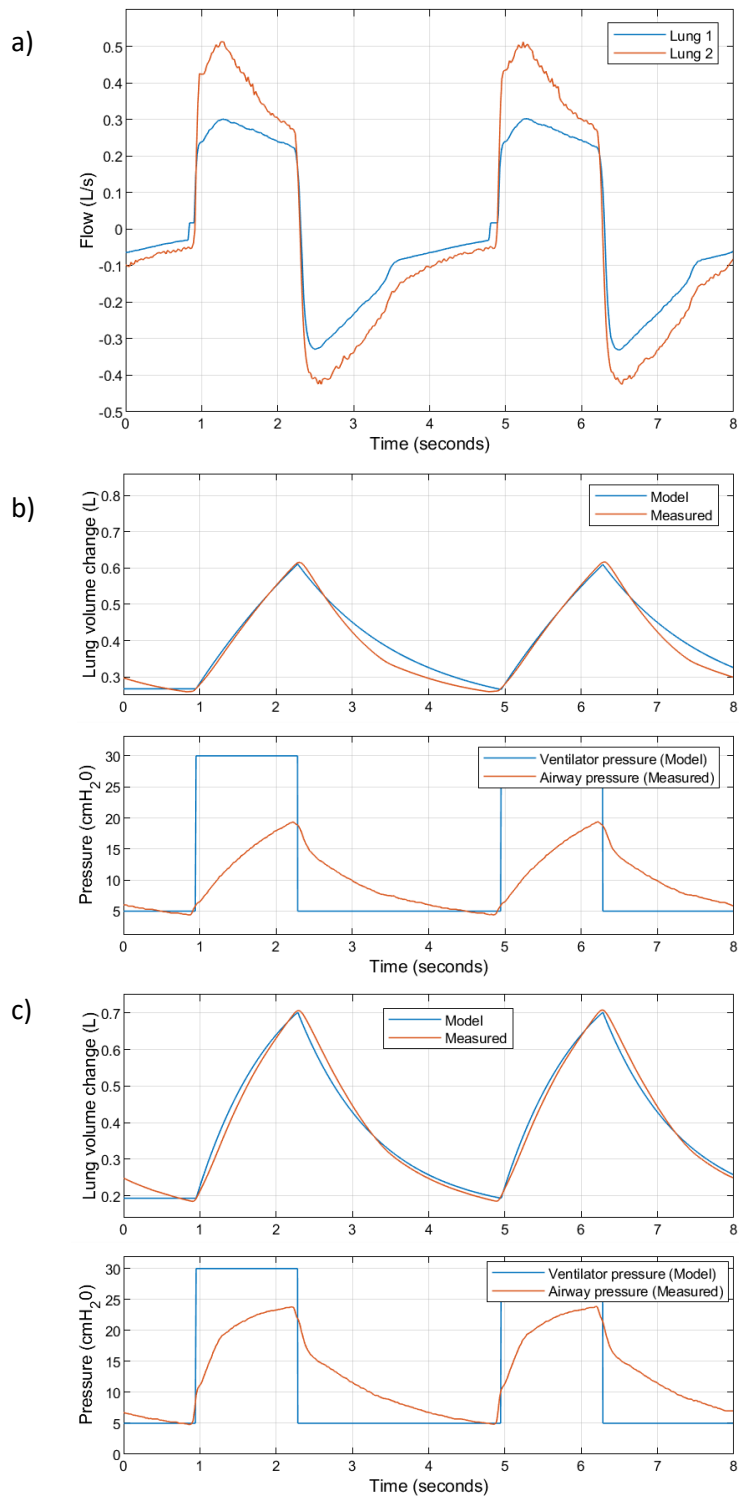 a)
Lung 1
Lung 2
Flow (L/s)
0.5
0.4
0.3
0.2
0.1
0
-0.1
-0.2
-0.3
-0.4
-0.5
0 1 2 3 4 5 6 7 8
Time (seconds)
b)
Model
Measured
Lung volume change (L)
0.8
0.7
0.6
0.5
0.4
0.3
0 1 2 3 4 5 6 7 8
Ventilator pressure (Model)
Airway pressure (Measured)
Pressure (cmH20)
30
25
20
15
10
5
0 1 2 3 4 5 6 7 8
Time (seconds)
c)
Model
Measured
Lung volume change (L)
0.7
0.6
0.5
0.4
0.3
0.2
0 1 2 3 4 5 6 7 8
Ventilator pressure (Model)
Airway pressure (Measured)
Pressure (cmH20)
30
25
20
15
10
5
0
0 1 2 3 4 5 6 7 8
Time (seconds)